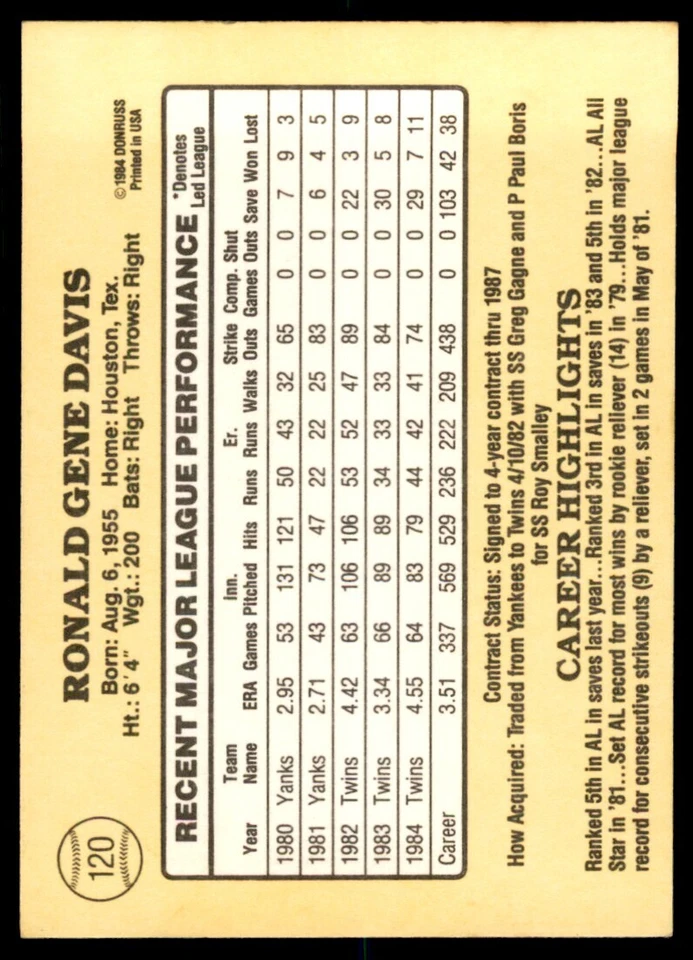 120
RONALD GENE DAVIS
©1984 DONRUSS
Printed in USA
Born: Aug. 6, 1955 Home: Houston, Tex.
Ht.: 6'4" Wgt.: 200 Bats: Right Throws: Right
RECENT MAJOR LEAGUE PERFORMANCE *Denotes Led League
Year Team Name ERA Games Inn. Pitched Hits Runs Er. Runs Walks Strike Outs Comp. Games Shut Outs Save Won Lost
1980 Yanks 2.95 53 131 121 50 43 32 65 0 0 7 9 3
1981 Yanks 2.71 43 73 47 22 22 25 83 0 0 6 4 5
1982 Twins 4.42 63 106 106 53 52 47 89 0 0 22 3 9
1983 Twins 3.34 66 89 89 34 33 33 84 0 0 30 5 8
1984 Twins 4.55 64 83 79 44 42 41 74 0 0 29 7 11
Career 3.51 337 569 529 236 222 209 438 0 0 103 42 38
Contract Status: Signed to 4-year contract thru 1987
How Acquired: Traded from Yankees to Twins 4/10/82 with SS Greg Gagne and P Paul Boris
for SS Roy Smalley
CAREER HIGHLIGHTS
Ranked 5th in AL in saves last year...Ranked 3rd in AL in saves in '83 and 5th in '82...AL All
Star in '81...Set AL record for most wins by rookie reliever (14) in '79...Holds major league
record for consecutive strikeouts (9) by a reliever, set in 2 games in May of '81.